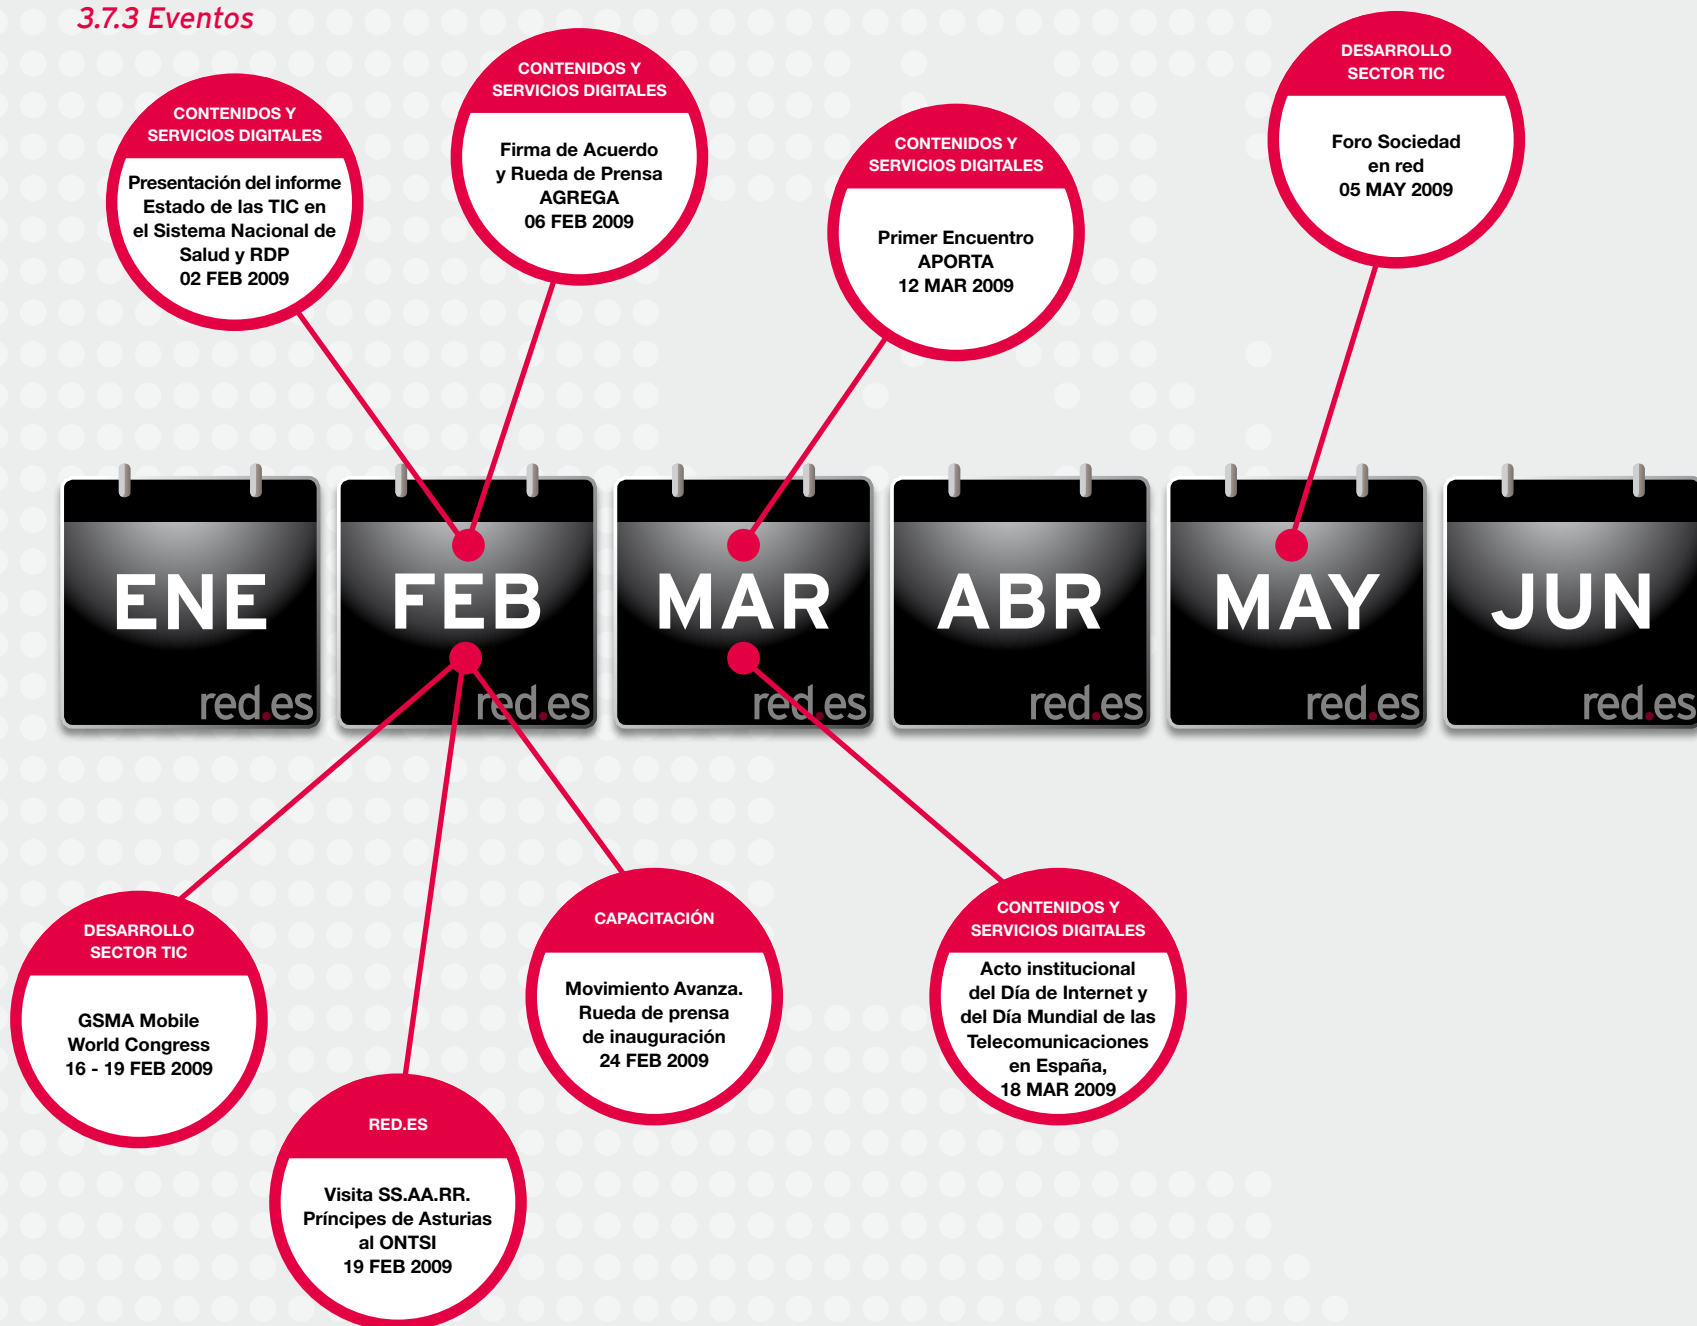 3.7.3 Eventos
CONTENIDOS Y
SERVICIOS DIGITALES
Presentación del informe
Estado de las TIC en
el Sistema Nacional de
Salud y RDP
02 FEB 2009
CONTENIDOS Y
SERVICIOS DIGITALES
Firma de Acuerdo
y Rueda de Prensa
AGREGA
06 FEB 2009
CONTENIDOS Y
SERVICIOS DIGITALES
Primer Encuentro
APORTA
12 MAR 2009
DESARROLLO
SECTOR TIC
Foro Sociedad
en red
05 MAY 2009
ENE
red.es
FEB
red.es
MAR
red.es
ABR
red.es
MAY
red.es
JUN
red.es
DESARROLLO
SECTOR TIC
GSMA Mobile
World Congress
16 - 19 FEB 2009
RED.ES
Visita SS.AA.RR.
Príncipes de Asturias
al ONTSI
19 FEB 2009
CAPACITACIÓN
Movimiento Avanza.
Rueda de prensa
de inauguración
24 FEB 2009
CONTENIDOS Y
SERVICIOS DIGITALES
Acto institucional
del Día de Internet y
del Día Mundial de las
Telecomunicaciones
en España,
18 MAR 2009